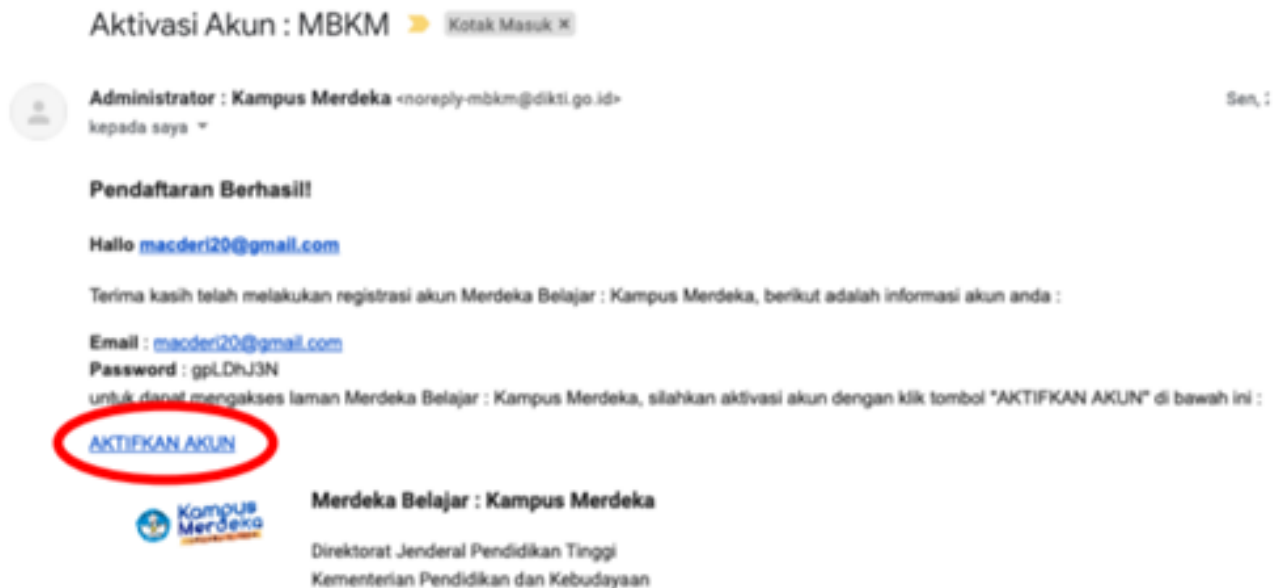 Aktivasi Akun : MBKM Kotak Masuk ×
Administrator : Kampus Merdeka <noreply-mbkm@dikti.go.id> Sen, 2
kepada saya
Pendaftaran Berhasil!
Hallo macderi20@gmail.com
Terima kasih telah melakukan registrasi akun Merdeka Belajar : Kampus Merdeka, berikut adalah informasi akun anda :
Email : macderi20@gmail.com
Password : gpLDhJ3N
untuk dapat mengakses laman Merdeka Belajar : Kampus Merdeka, silahkan aktivasi akun dengan klik tombol "AKTIFKAN AKUN" di bawah ini :
AKTIFKAN AKUN
Kampus
Merdeka
Merdeka Belajar : Kampus Merdeka
Direktorat Jenderal Pendidikan Tinggi
Kementerian Pendidikan dan Kebudayaan